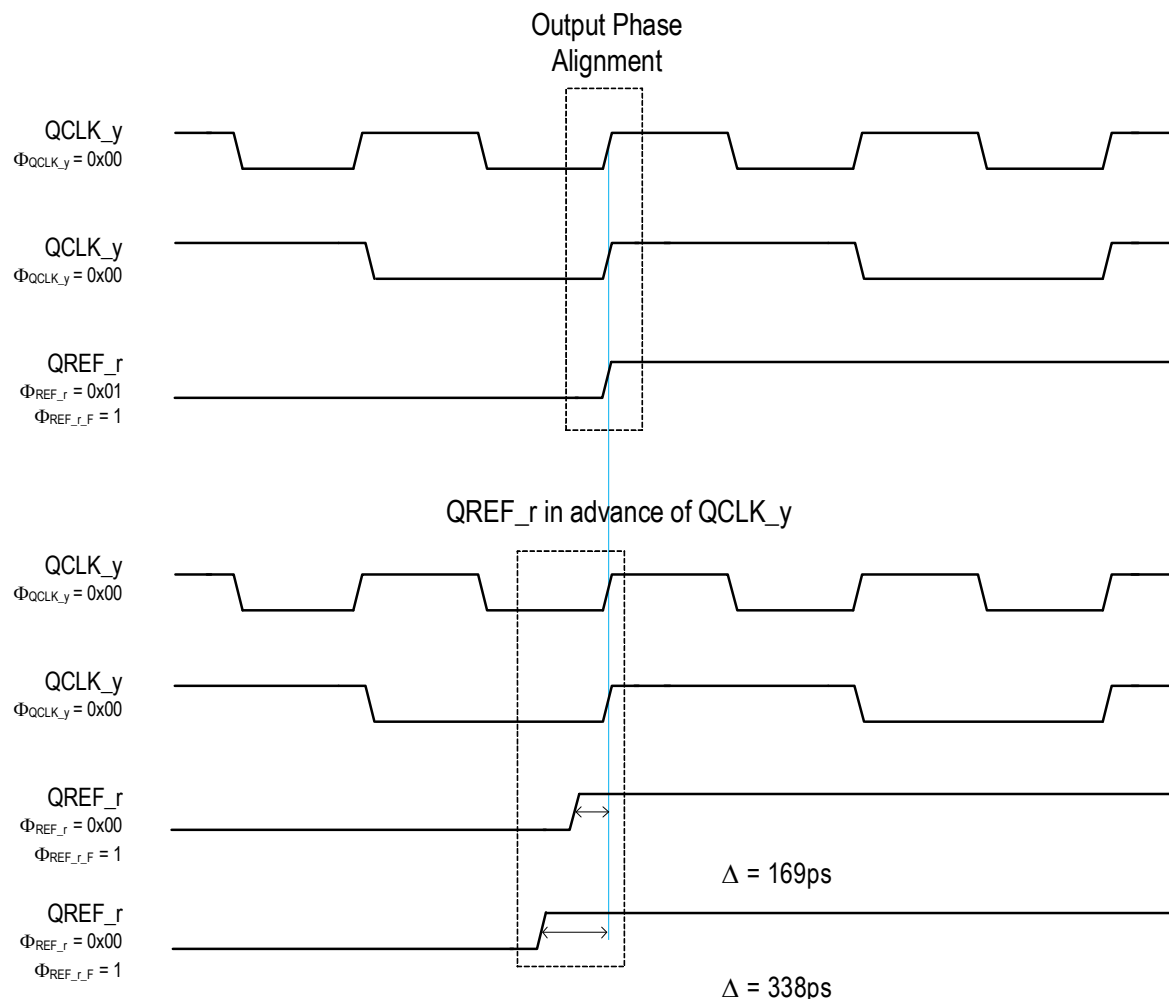 Output Phase
Alignment
QCLK_y
ΦQCLK_y = 0x00
QCLK_y
ΦQCLK_y = 0x00
QREF_r
ΦREF_r = 0x01
ΦREF_r_F = 1
QREF_r in advance of QCLK_y
QCLK_y
ΦQCLK_y = 0x00
QCLK_y
ΦQCLK_y = 0x00
QREF_r
ΦREF_r = 0x00
ΦREF_r_F = 1
Δ = 169ps
QREF_r
ΦREF_r = 0x00
ΦREF_r_F = 1
Δ = 338ps